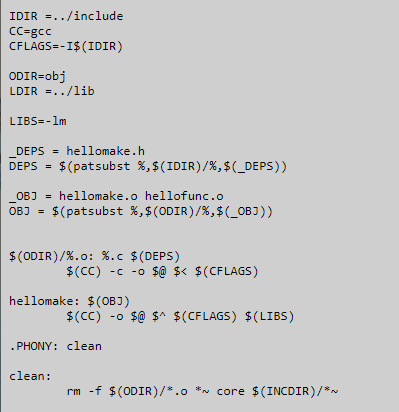 IDIR =../include
CC=gcc
CFLAGS=-I$(IDIR)

ODIR=obj
LDIR =../lib

LIBS=-lm

_DEPS = hellomake.h
DEPS = $(patsubst %,$(IDIR)/%,$(_DEPS))

_OBJ = hellomake.o hellofunc.o
OBJ = $(patsubst %,$(ODIR)/%,$(_OBJ))


$(ODIR)/%.o: %.c $(DEPS)
        $(CC) -c -o $@ $< $(CFLAGS)

hellomake: $(OBJ)
        $(CC) -o $@ $^ $(CFLAGS) $(LIBS)

.PHONY: clean

clean:
        rm -f $(ODIR)/*.o *~ core $(INCDIR)/*~